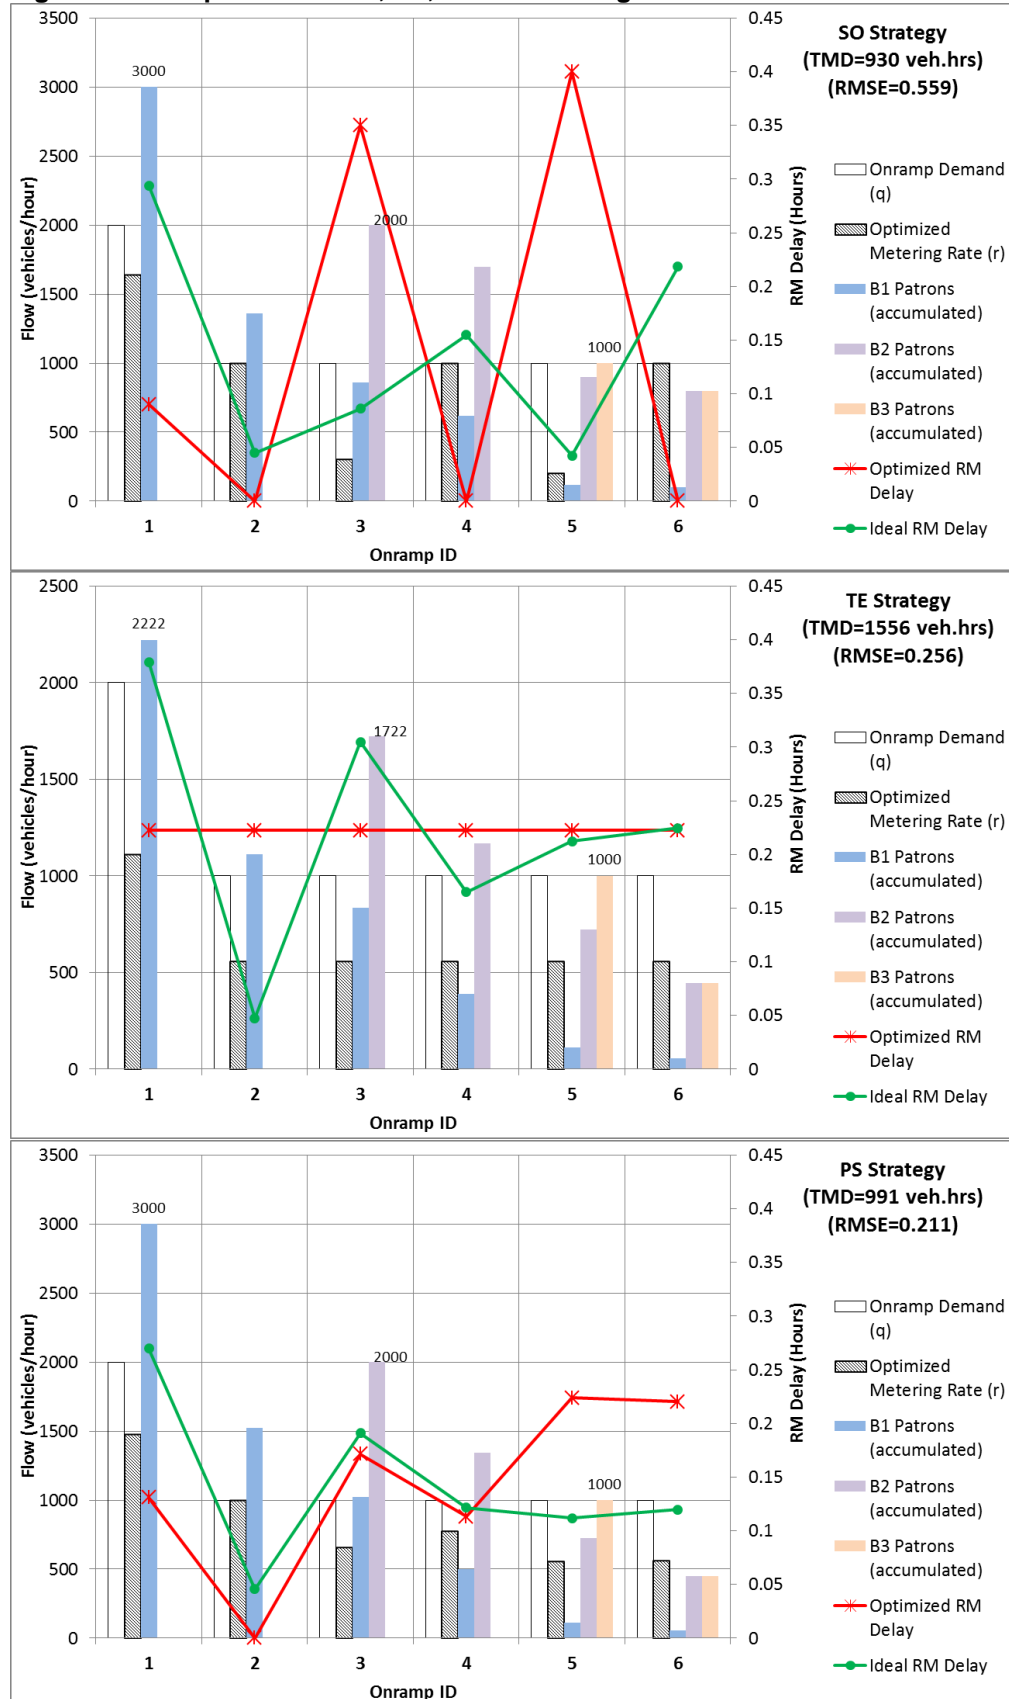 3500
3000
2500
2000
1500
1000
500
0
Flow (vehicles/hour)
3000
2000
1000
0.45
0.4
0.35
0.3
0.25
0.2
0.15
0.1
0.05
0
RM Delay (Hours)
1 2 3 4 5 6
Onramp ID
SO Strategy
(TMD=930 veh.hrs)
(RMSE=0.559)
Onramp Demand
(q)
Optimized
Metering Rate (r)
B1 Patrons
(accumulated)
B2 Patrons
(accumulated)
B3 Patrons
(accumulated)
Optimized RM
Delay
Ideal RM Delay
2500
2000
1500
1000
500
0
Flow (vehicles/hour)
2222
1722
1000
0.45
0.4
0.35
0.3
0.25
0.2
0.15
0.1
0.05
0
RM Delay (Hours)
1 2 3 4 5 6
Onramp ID
TE Strategy
(TMD=1556 veh.hrs)
(RMSE=0.256)
Onramp Demand
(q)
Optimized
Metering Rate (r)
B1 Patrons
(accumulated)
B2 Patrons
(accumulated)
B3 Patrons
(accumulated)
Optimized RM
Delay
Ideal RM Delay
3500
3000
2500
2000
1500
1000
500
0
Flow (vehicles/hour)
3000
2000
1000
0.45
0.4
0.35
0.3
0.25
0.2
0.15
0.1
0.05
0
RM Delay (Hours)
1 2 3 4 5 6
Onramp ID
PS Strategy
(TMD=991 veh.hrs)
(RMSE=0.211)
Onramp Demand
(q)
Optimized
Metering Rate (r)
B1 Patrons
(accumulated)
B2 Patrons
(accumulated)
B3 Patrons
(accumulated)
Optimized RM
Delay
Ideal RM Delay